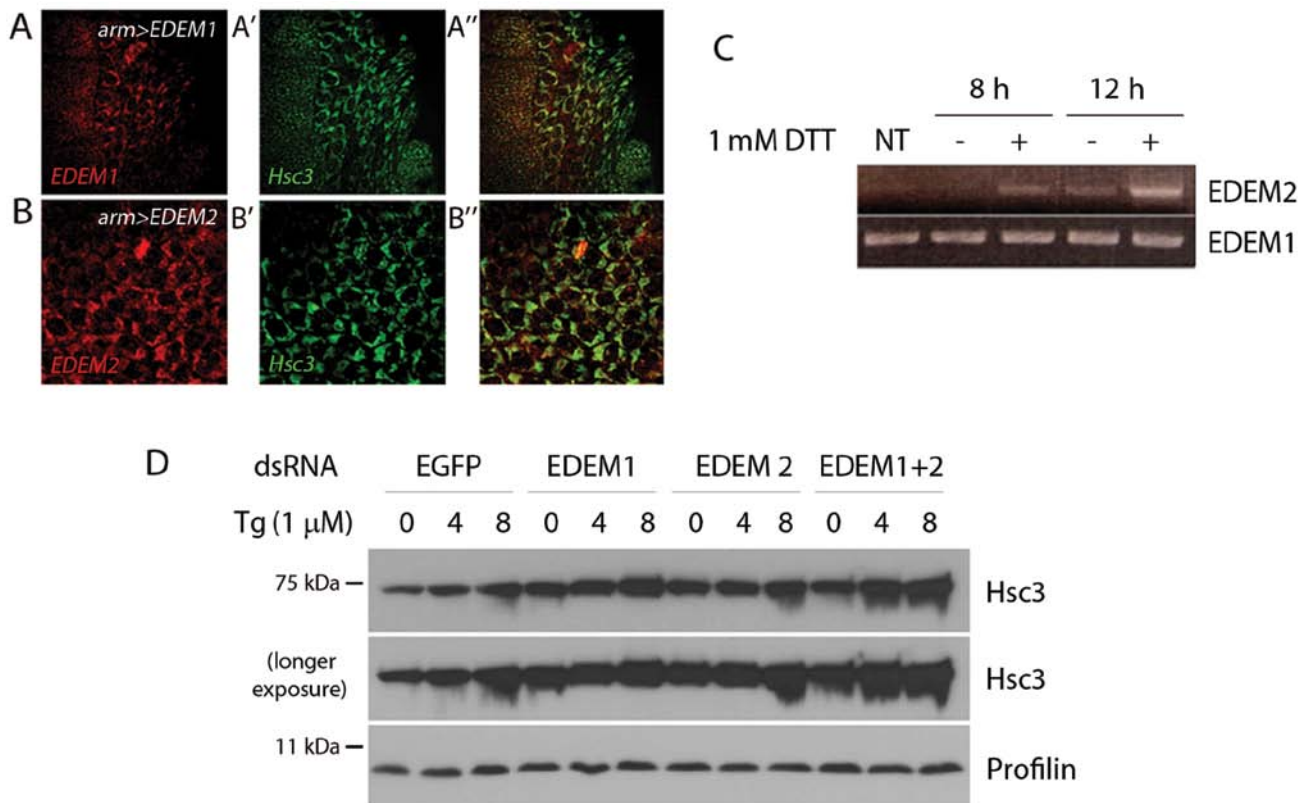 A arm>EDEM1 A' A''
EDEM1 Hsc3
B arm>EDEM2 B' B''
EDEM2 Hsc3
C
8 h 12 h
1 mM DTT NT - + - +
EDEM2
EDEM1
D dsRNA EGFP EDEM1 EDEM 2 EDEM1+2
Tg (1 μM) 0 4 8 0 4 8 0 4 8 0 4 8
75 kDa Hsc3
(longer
exposure) Hsc3
11 kDa
Profilin